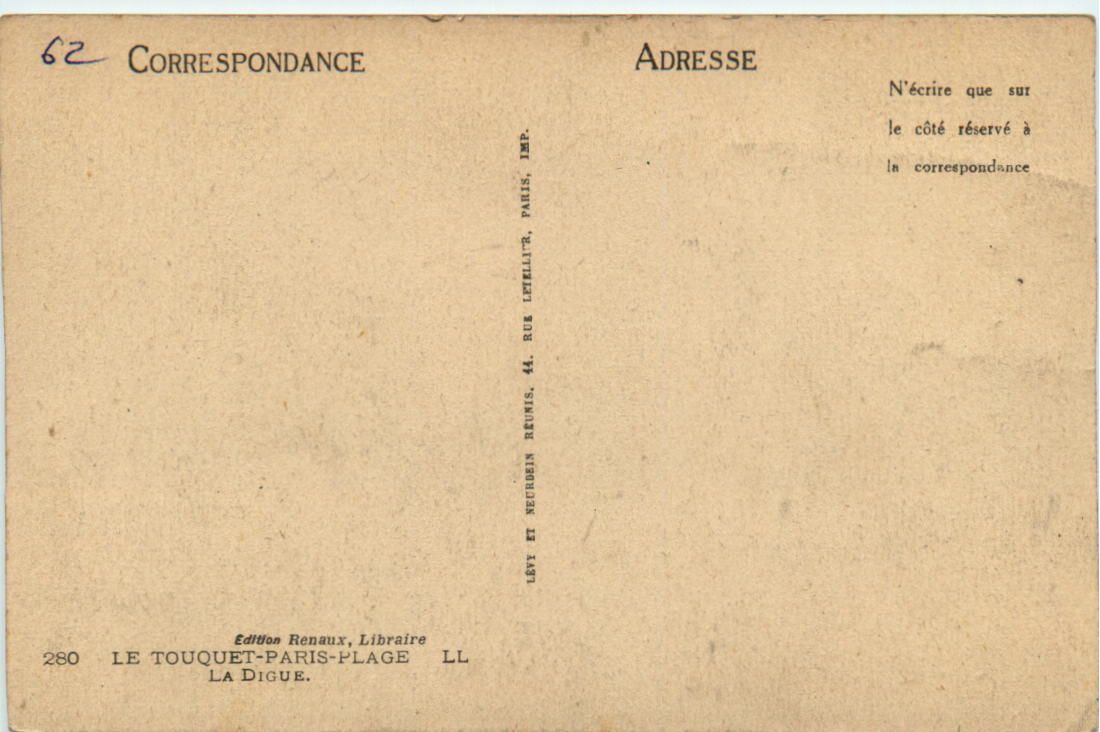 62
CORRESPONDANCE
ADRESSE
N'écrire que sur
le côté réservé à
la correspondance
LÉVY ET NEURDEIN RÉUNIS, 44, RUE LETELLIER, PARIS, IMP.
Édition Renaux, Libraire
280 LE TOUQUET-PARIS-PLAGE LL
LA DIGUE.